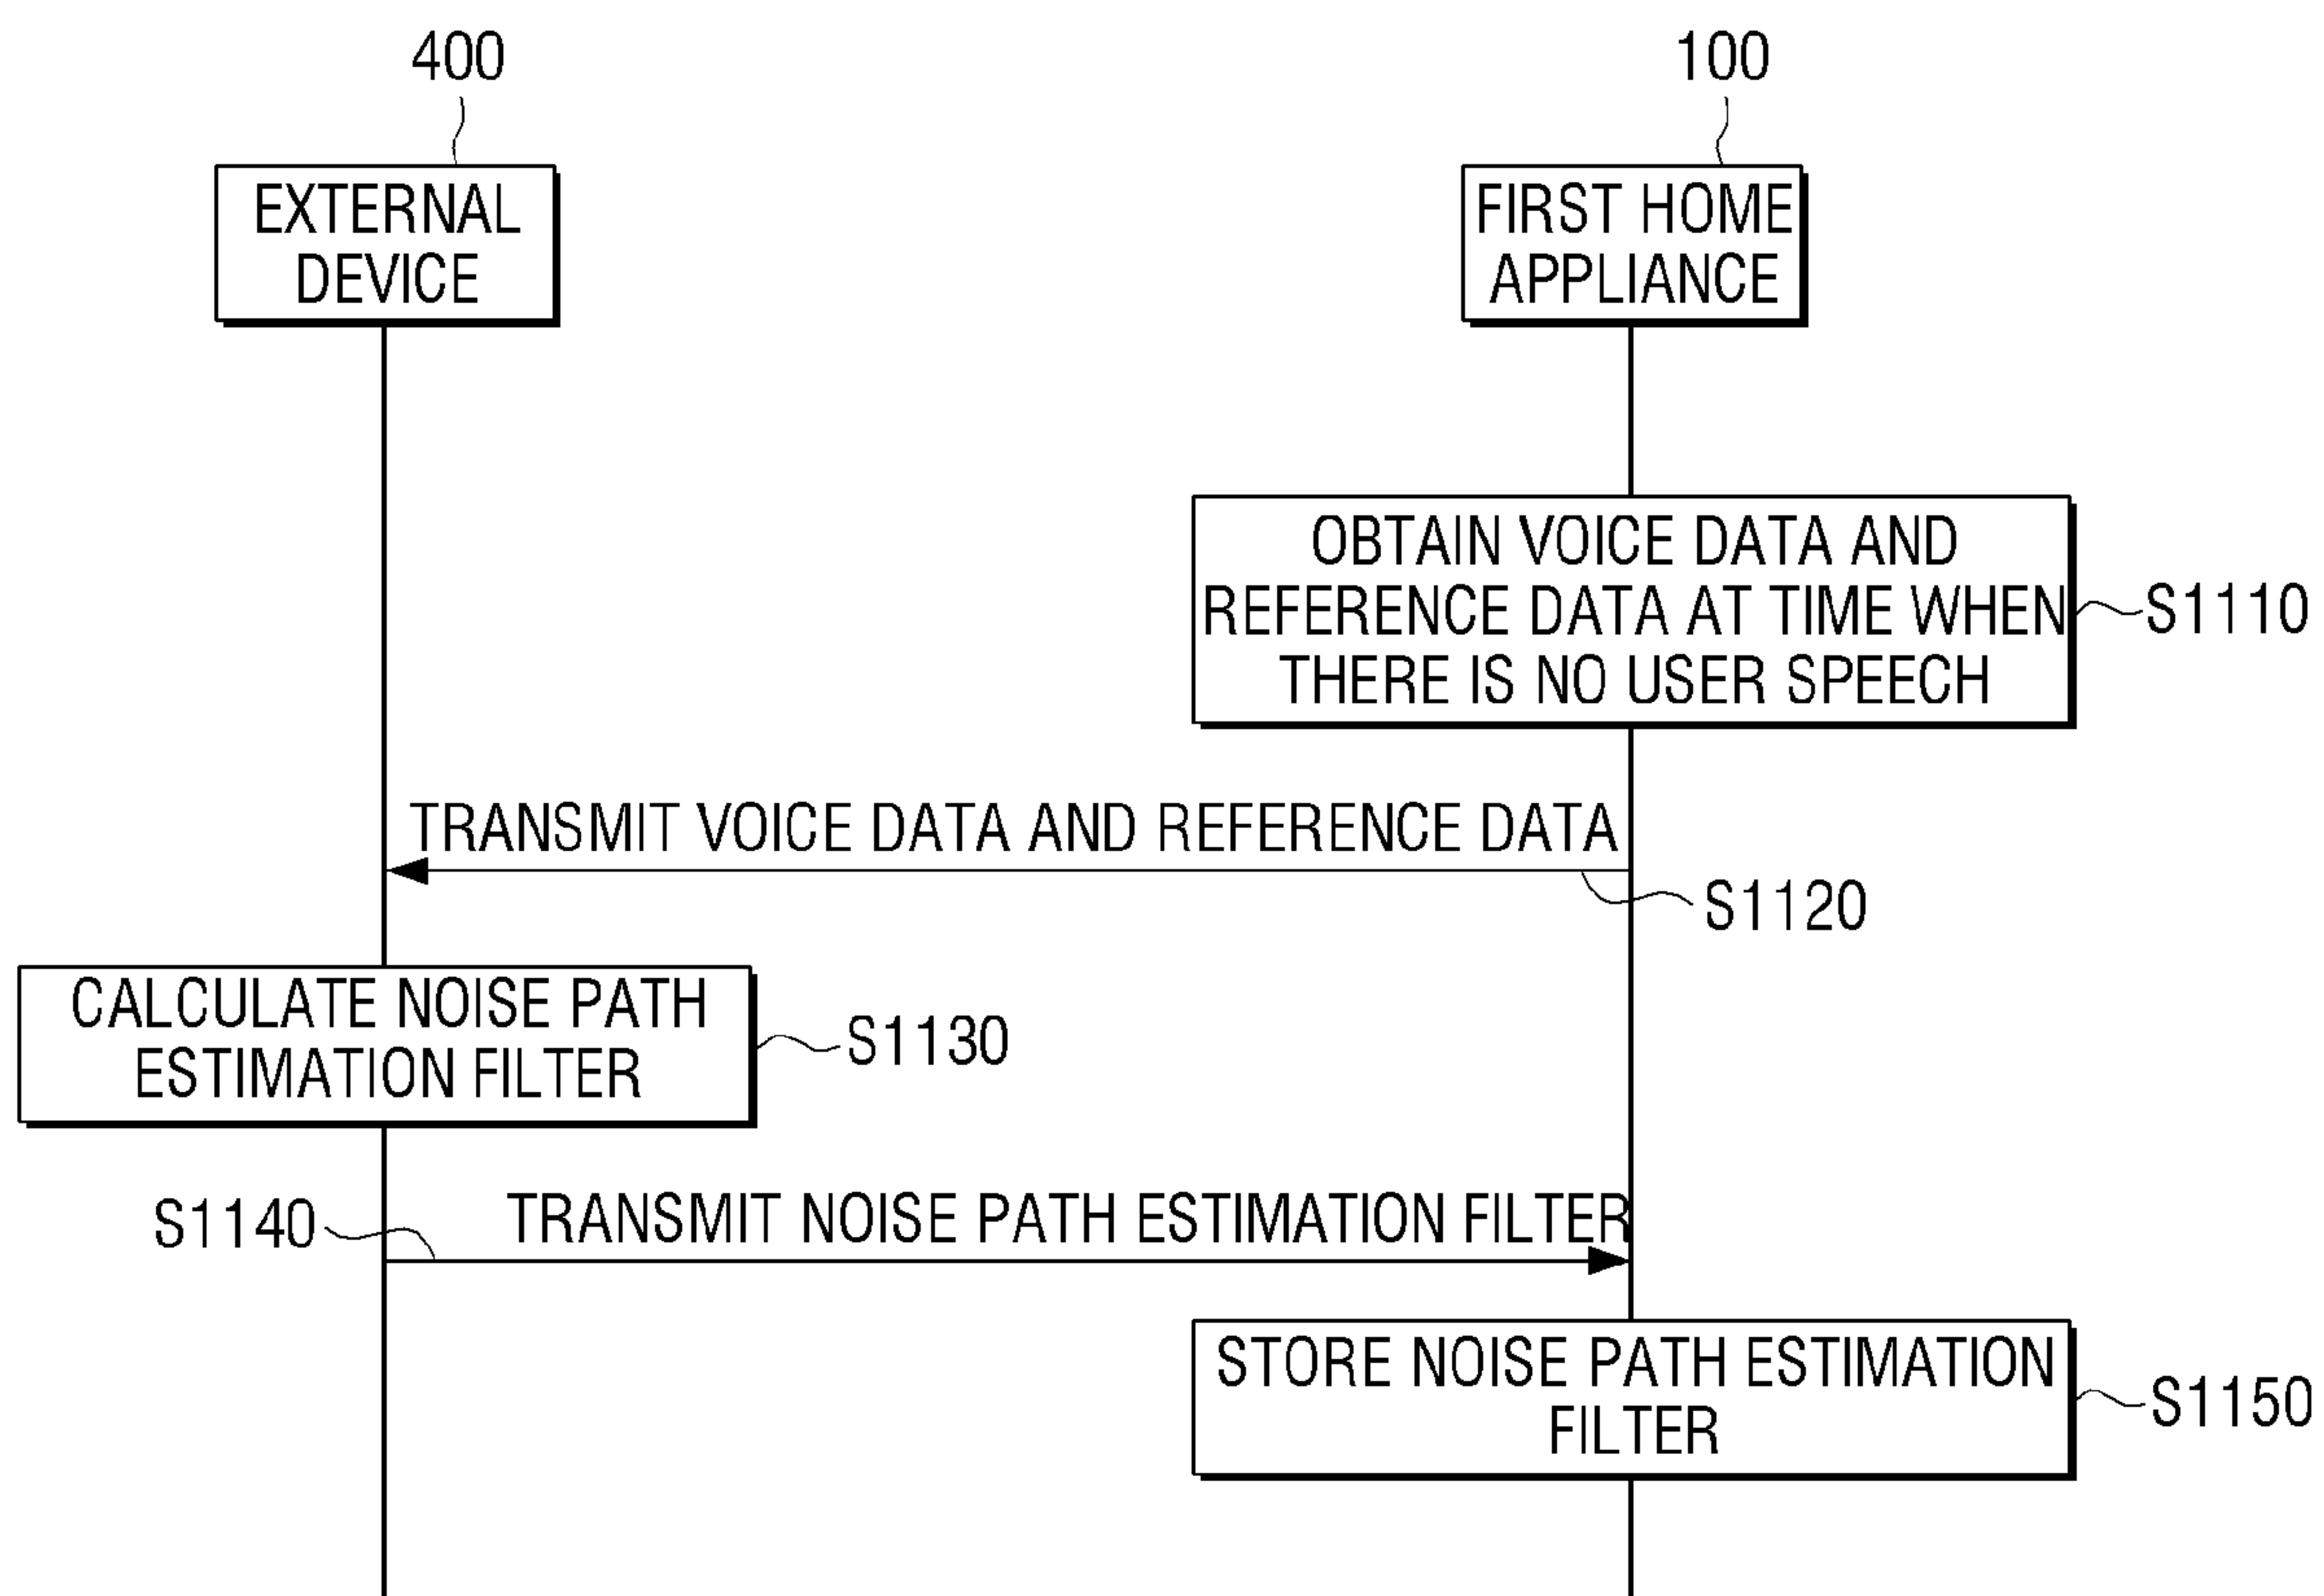 400
100
EXTERNAL
DEVICE
FIRST HOME
APPLIANCE
OBTAIN VOICE DATA AND
REFERENCE DATA AT TIME WHEN
THERE IS NO USER SPEECH
S1110
TRANSMIT VOICE DATA AND REFERENCE DATA
S1120
CALCULATE NOISE PATH
ESTIMATION FILTER
S1130
S1140
TRANSMIT NOISE PATH ESTIMATION FILTER
STORE NOISE PATH ESTIMATION
FILTER
S1150